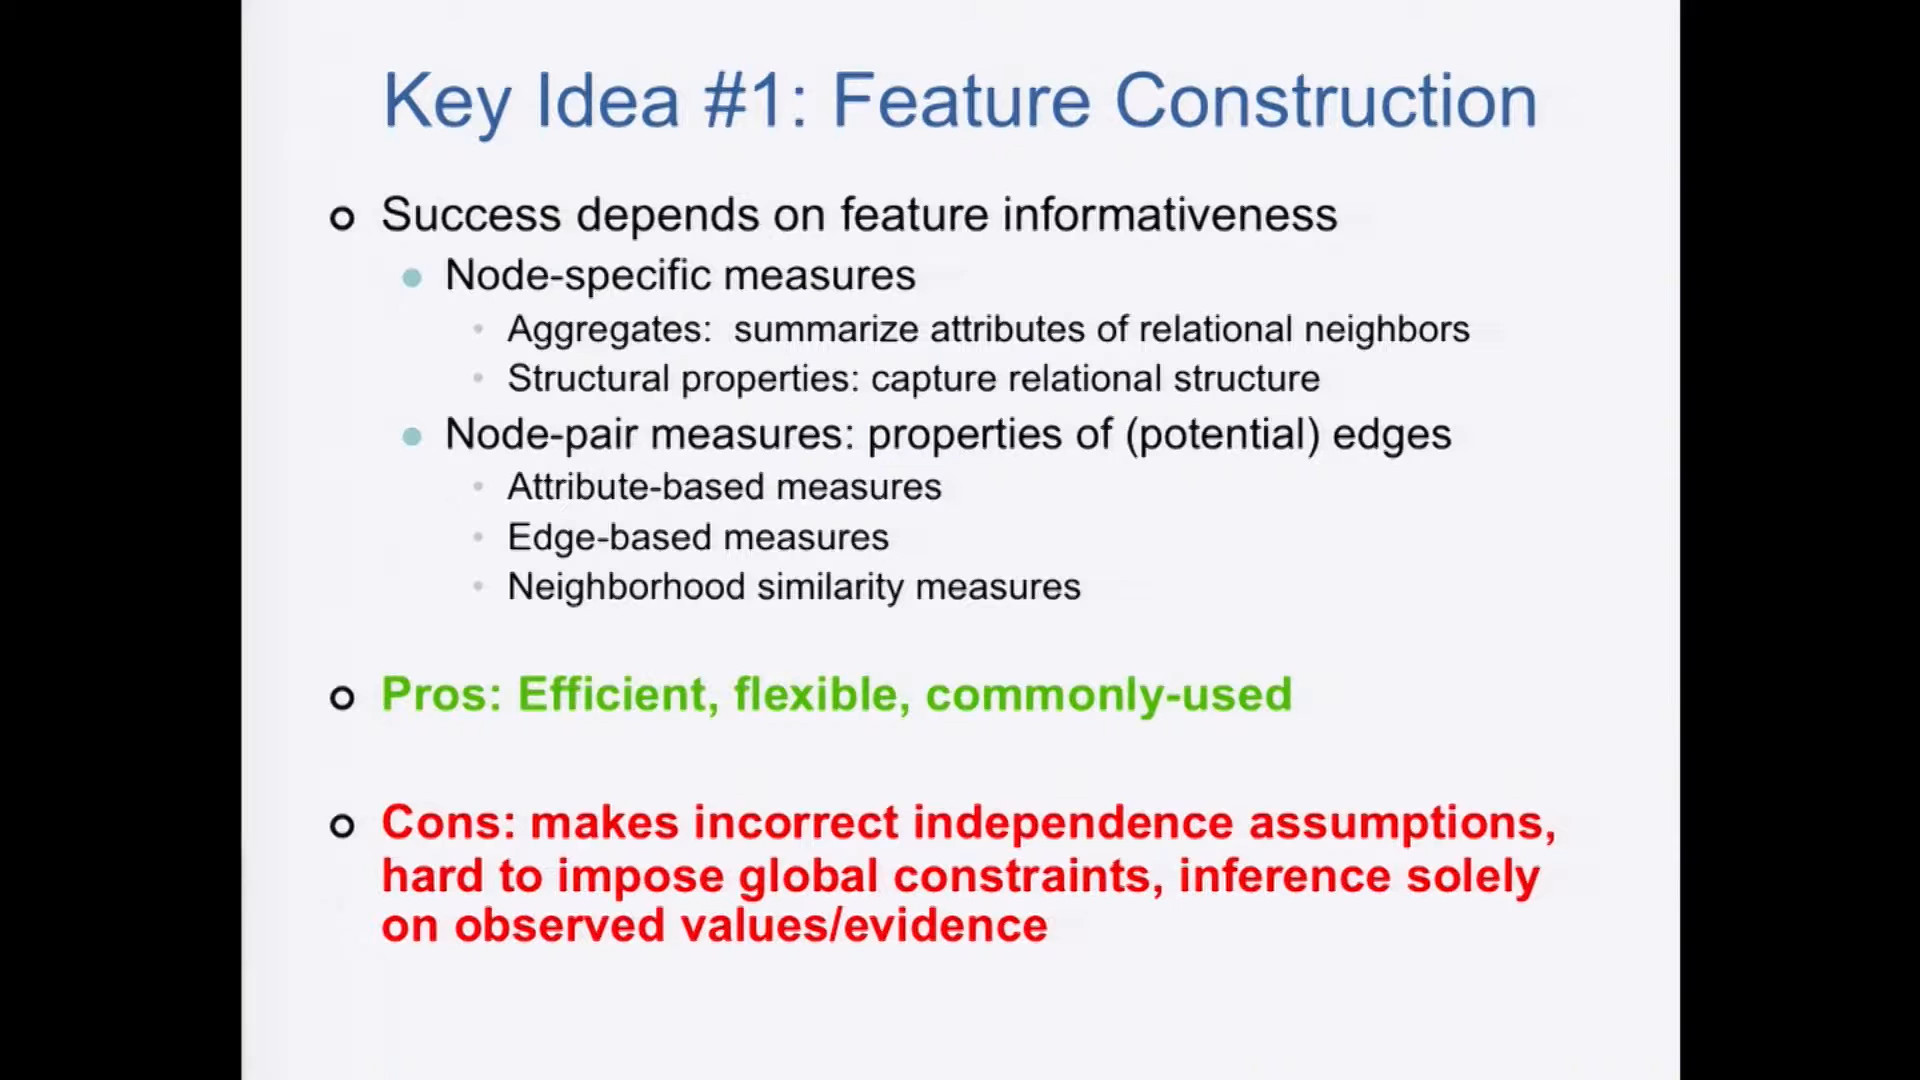 Key Idea #1: Feature Construction
Success depends on feature informativeness
Node-specific measures
Aggregates: summarize attributes of relational neighbors
Structural properties: capture relational structure
Node-pair measures: properties of (potential) edges
Attribute-based measures
Edge-based measures
Neighborhood similarity measures
Pros: Efficient, flexible, commonly-used
Cons: makes incorrect independence assumptions,
hard to impose global constraints, inference solely
on observed values/evidence